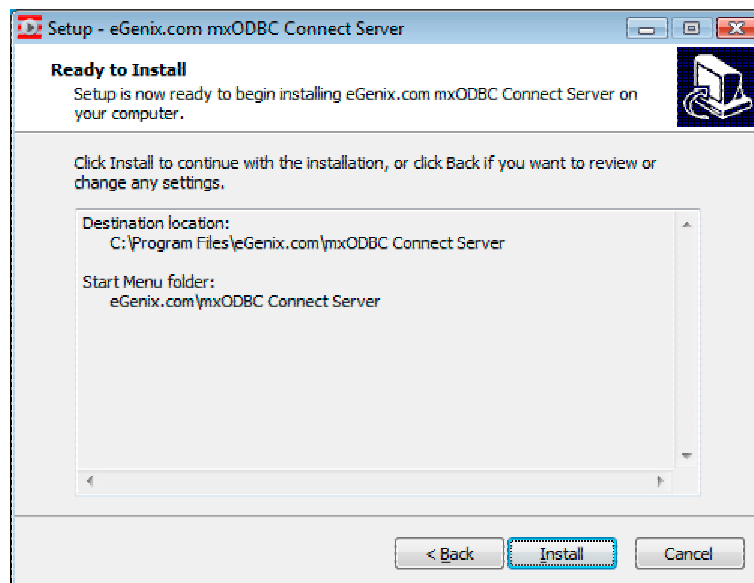 Setup - eGenix.com mxODBC Connect Server
Ready to Install
Setup is now ready to begin installing eGenix.com mxODBC Connect Server on
your computer.
Click Install to continue with the installation, or click Back if you want to review or
change any settings.
Destination location:
C:\Program Files\eGenix.com\mxODBC Connect Server
Start Menu folder:
eGenix.com\mxODBC Connect Server
< Back Install Cancel